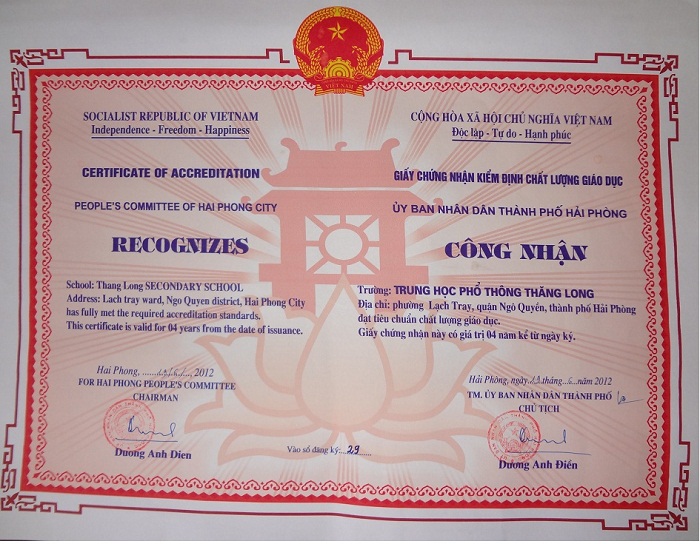 VIỆT NAM
SOCIALIST REPUBLIC OF VIETNAM
Independence - Freedom - Happiness
CERTIFICATE OF ACCREDITATION
PEOPLE'S COMMITTEE OF HAI PHONG CITY
RECOGNIZES
School: Thang Long SECONDARY SCHOOL
Address: Lach tray ward, Ngo Quyen district, Hai Phong City
has fully met the required accreditation standards.
This certificate is valid for 04 years from the date of issuance.
Hai Phong, 2012
FOR HAI PHONG PEOPLE'S COMMITTEE
CHAIRMAN
Duong Anh Dien
CỘNG HÒA XÃ HỘI CHỦ NGHĨA VIỆT NAM
Độc lập - Tự do - Hạnh phúc
GIẤY CHỨNG NHẬN KIỂM ĐỊNH CHẤT LƯỢNG GIÁO DỤC
ỦY BAN NHÂN DÂN THÀNH PHỐ HẢI PHÒNG
CÔNG NHẬN
Trường: TRUNG HỌC PHỔ THÔNG THĂNG LONG
Địa chỉ: phường Lạch Tray, quận Ngô Quyền, thành phố Hải Phòng
đạt tiêu chuẩn chất lượng giáo dục.
Giấy chứng nhận này có giá trị 04 năm kể từ ngày ký.
Hải Phòng, ngày tháng năm 2012
TM. ỦY BAN NHÂN DÂN THÀNH PHỐ
CHỦ TỊCH
Dương Anh Điền
Vào sổ đăng ký: 29